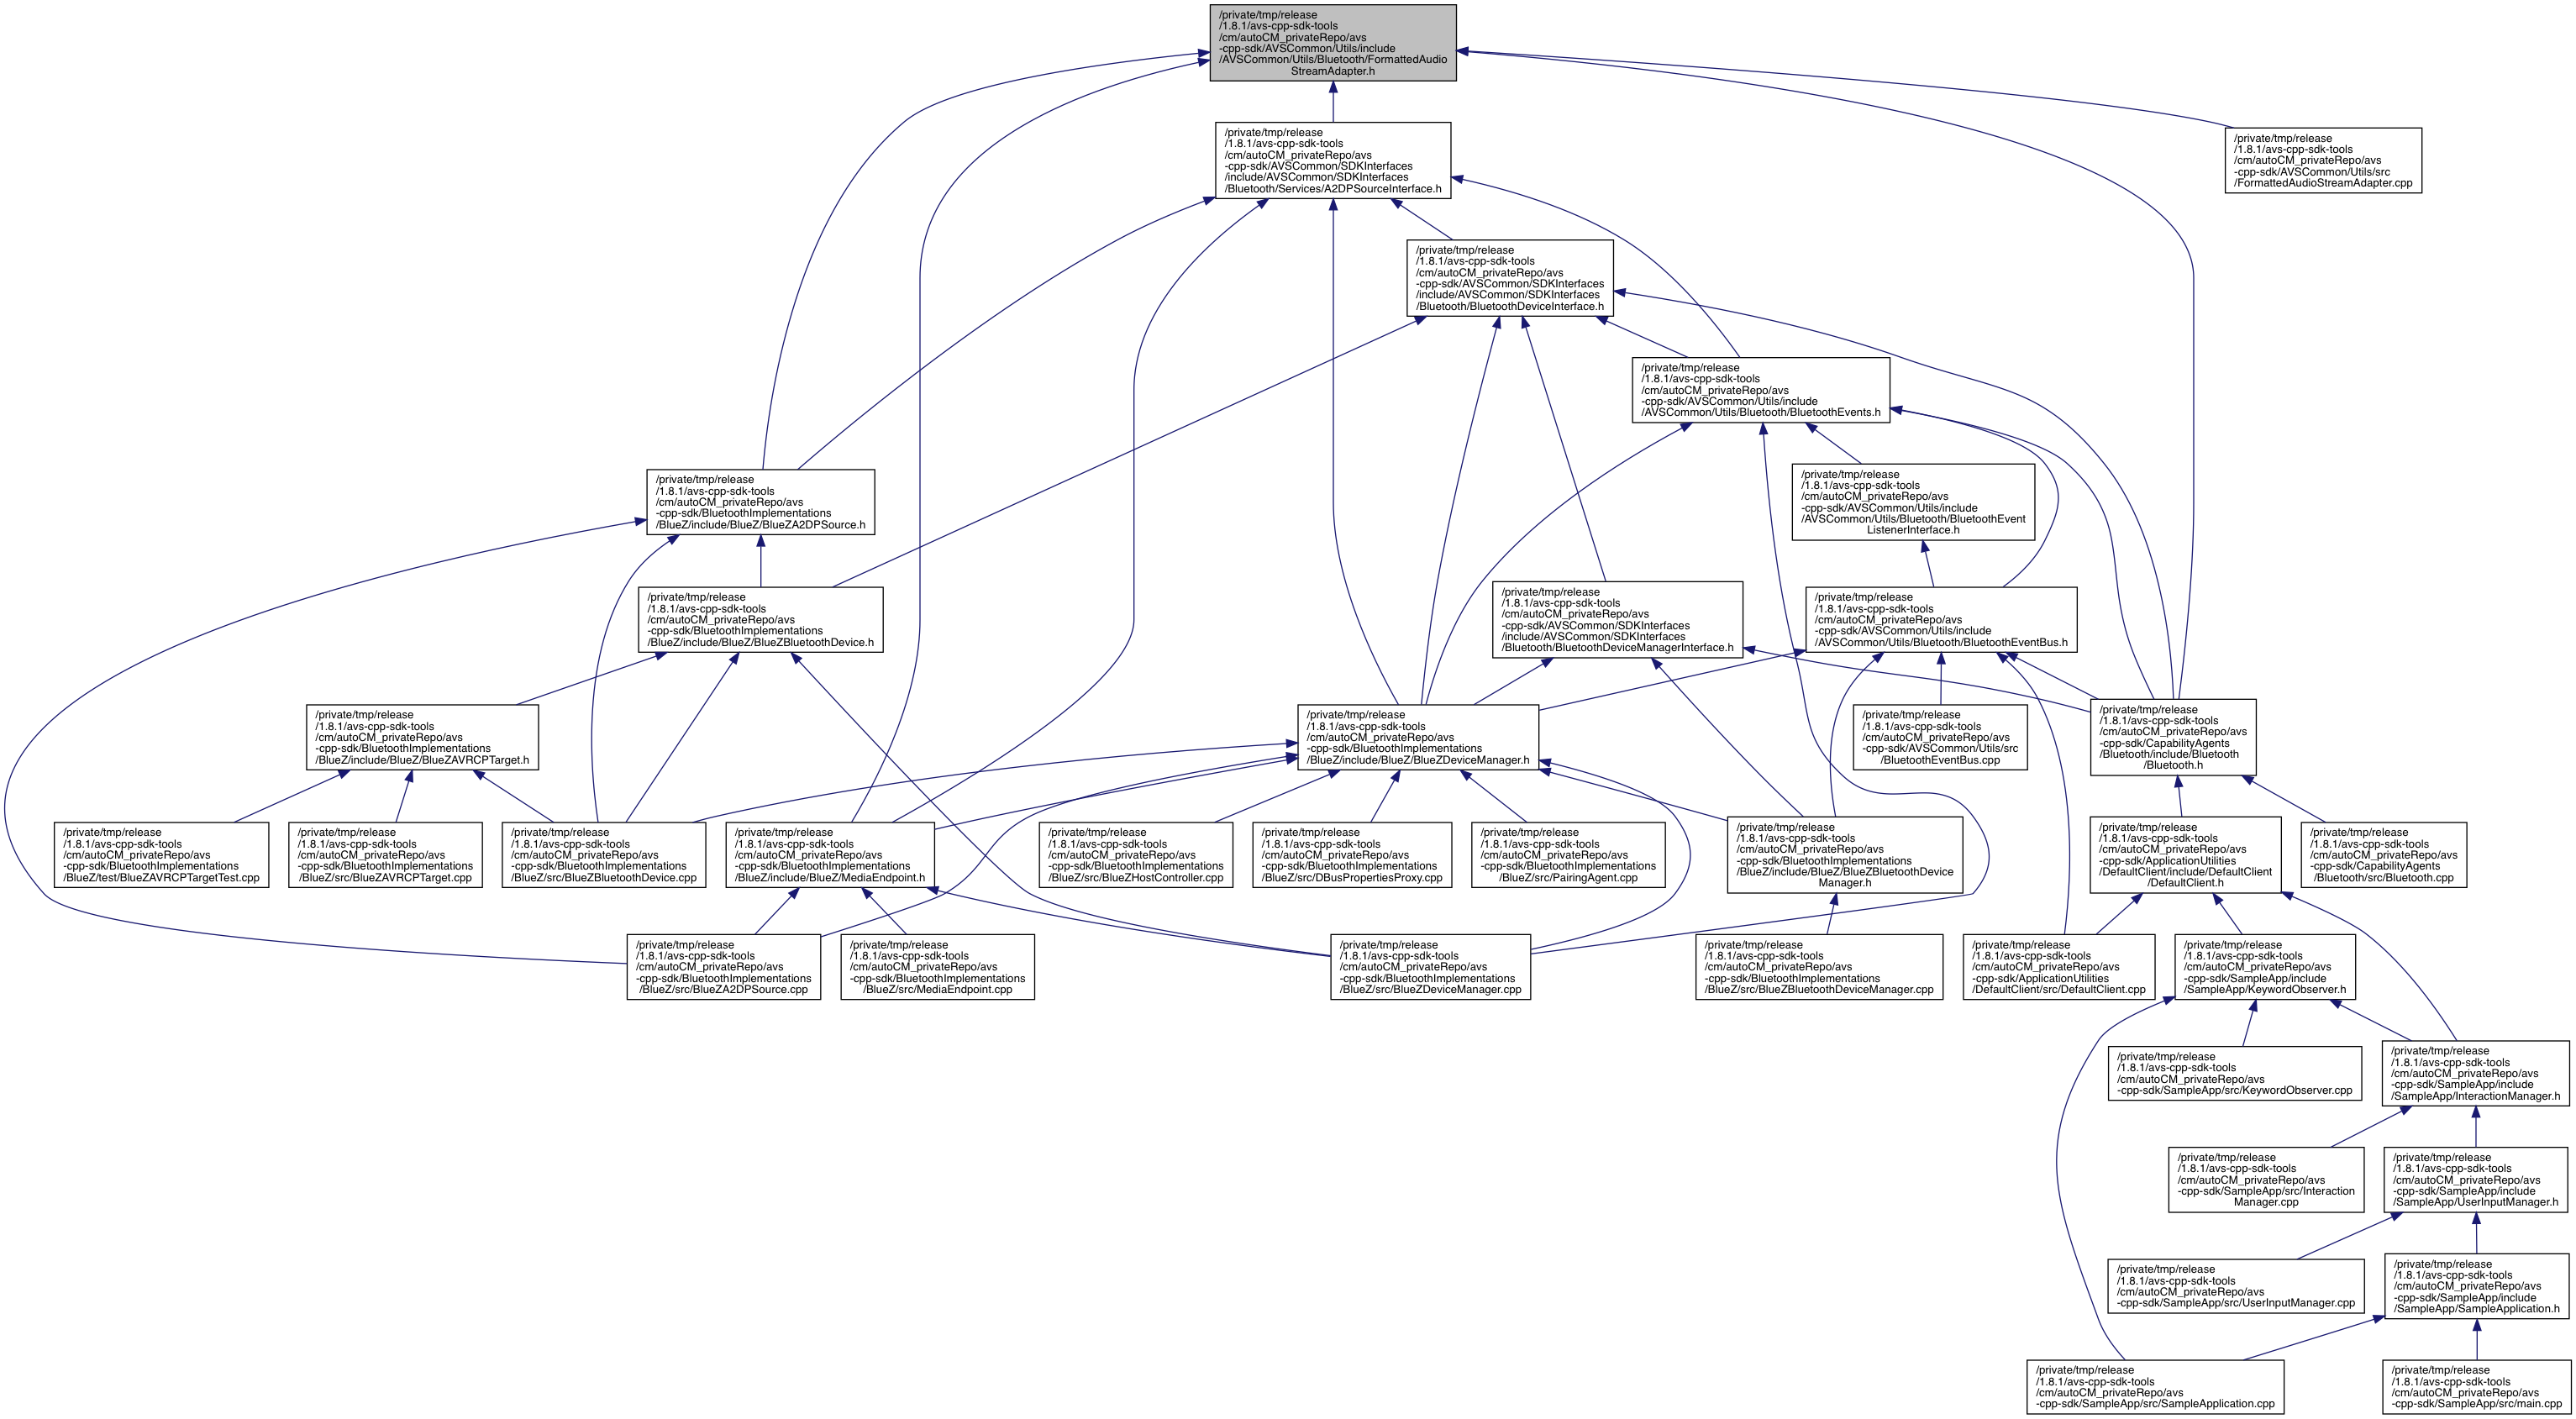 /private/tmp/release
/1.8.1/avs-cpp-sdk-tools
/cm/autoCM_privateRepo/avs
-cpp-sdk/AVSCommon/Utils/include
/AVSCommon/Utils/Bluetooth/FormattedAudio
StreamAdapter.h
/private/tmp/release
/1.8.1/avs-cpp-sdk-tools
/cm/autoCM_privateRepo/avs
-cpp-sdk/AVSCommon/SDKInterfaces
/include/AVSCommon/SDKInterfaces
/Bluetooth/Services/A2DPSourceInterface.h
/private/tmp/release
/1.8.1/avs-cpp-sdk-tools
/cm/autoCM_privateRepo/avs
-cpp-sdk/AVSCommon/Utils/src
/FormattedAudioStreamAdapter.cpp
/private/tmp/release
/1.8.1/avs-cpp-sdk-tools
/cm/autoCM_privateRepo/avs
-cpp-sdk/AVSCommon/SDKInterfaces
/include/AVSCommon/SDKInterfaces
/Bluetooth/BluetoothDeviceInterface.h
/private/tmp/release
/1.8.1/avs-cpp-sdk-tools
/cm/autoCM_privateRepo/avs
-cpp-sdk/AVSCommon/Utils/include
/AVSCommon/Utils/Bluetooth/BluetoothEvents.h
/private/tmp/release
/1.8.1/avs-cpp-sdk-tools
/cm/autoCM_privateRepo/avs
-cpp-sdk/BluetoothImplementations
/BlueZ/include/BlueZ/BlueZA2DPSource.h
/private/tmp/release
/1.8.1/avs-cpp-sdk-tools
/cm/autoCM_privateRepo/avs
-cpp-sdk/AVSCommon/Utils/include
/AVSCommon/Utils/Bluetooth/BluetoothEvent
ListenerInterface.h
/private/tmp/release
/1.8.1/avs-cpp-sdk-tools
/cm/autoCM_privateRepo/avs
-cpp-sdk/BluetoothImplementations
/BlueZ/include/BlueZ/BlueZBluetoothDevice.h
/private/tmp/release
/1.8.1/avs-cpp-sdk-tools
/cm/autoCM_privateRepo/avs
-cpp-sdk/AVSCommon/SDKInterfaces
/include/AVSCommon/SDKInterfaces
/Bluetooth/BluetoothDeviceManagerInterface.h
/private/tmp/release
/1.8.1/avs-cpp-sdk-tools
/cm/autoCM_privateRepo/avs
-cpp-sdk/AVSCommon/Utils/include
/AVSCommon/Utils/Bluetooth/BluetoothEventBus.h
/private/tmp/release
/1.8.1/avs-cpp-sdk-tools
/cm/autoCM_privateRepo/avs
-cpp-sdk/BluetoothImplementations
/BlueZ/include/BlueZ/BlueZAVRCPTarget.h
/private/tmp/release
/1.8.1/avs-cpp-sdk-tools
/cm/autoCM_privateRepo/avs
-cpp-sdk/BluetoothImplementations
/BlueZ/include/BlueZ/BlueZDeviceManager.h
/private/tmp/release
/1.8.1/avs-cpp-sdk-tools
/cm/autoCM_privateRepo/avs
-cpp-sdk/AVSCommon/Utils/src
/BluetoothEventBus.cpp
/private/tmp/release
/1.8.1/avs-cpp-sdk-tools
/cm/autoCM_privateRepo/avs
-cpp-sdk/CapabilityAgents
/Bluetooth/include/Bluetooth
/Bluetooth.h
/private/tmp/release
/1.8.1/avs-cpp-sdk-tools
/cm/autoCM_privateRepo/avs
-cpp-sdk/BluetoothImplementations
/BlueZ/test/BlueZAVRCPTargetTest.cpp
/private/tmp/release
/1.8.1/avs-cpp-sdk-tools
/cm/autoCM_privateRepo/avs
-cpp-sdk/BluetoothImplementations
/BlueZ/src/BlueZAVRCPTarget.cpp
/private/tmp/release
/1.8.1/avs-cpp-sdk-tools
/cm/autoCM_privateRepo/avs
-cpp-sdk/BluetoothImplementations
/BlueZ/src/BlueZBluetoothDevice.cpp
/private/tmp/release
/1.8.1/avs-cpp-sdk-tools
/cm/autoCM_privateRepo/avs
-cpp-sdk/BluetoothImplementations
/BlueZ/include/BlueZ/MediaEndpoint.h
/private/tmp/release
/1.8.1/avs-cpp-sdk-tools
/cm/autoCM_privateRepo/avs
-cpp-sdk/BluetoothImplementations
/BlueZ/src/BlueZHostController.cpp
/private/tmp/release
/1.8.1/avs-cpp-sdk-tools
/cm/autoCM_privateRepo/avs
-cpp-sdk/BluetoothImplementations
/BlueZ/src/DBusPropertiesProxy.cpp
/private/tmp/release
/1.8.1/avs-cpp-sdk-tools
/cm/autoCM_privateRepo/avs
-cpp-sdk/BluetoothImplementations
/BlueZ/src/PairingAgent.cpp
/private/tmp/release
/1.8.1/avs-cpp-sdk-tools
/cm/autoCM_privateRepo/avs
-cpp-sdk/BluetoothImplementations
/BlueZ/include/BlueZ/BlueZBluetoothDevice
Manager.h
/private/tmp/release
/1.8.1/avs-cpp-sdk-tools
/cm/autoCM_privateRepo/avs
-cpp-sdk/ApplicationUtilities
/DefaultClient/include/DefaultClient
/DefaultClient.h
/private/tmp/release
/1.8.1/avs-cpp-sdk-tools
/cm/autoCM_privateRepo/avs
-cpp-sdk/CapabilityAgents
/Bluetooth/src/Bluetooth.cpp
/private/tmp/release
/1.8.1/avs-cpp-sdk-tools
/cm/autoCM_privateRepo/avs
-cpp-sdk/BluetoothImplementations
/BlueZ/src/BlueZA2DPSource.cpp
/private/tmp/release
/1.8.1/avs-cpp-sdk-tools
/cm/autoCM_privateRepo/avs
-cpp-sdk/BluetoothImplementations
/BlueZ/src/MediaEndpoint.cpp
/private/tmp/release
/1.8.1/avs-cpp-sdk-tools
/cm/autoCM_privateRepo/avs
-cpp-sdk/BluetoothImplementations
/BlueZ/src/BlueZDeviceManager.cpp
/private/tmp/release
/1.8.1/avs-cpp-sdk-tools
/cm/autoCM_privateRepo/avs
-cpp-sdk/BluetoothImplementations
/BlueZ/src/BlueZBluetoothDeviceManager.cpp
/private/tmp/release
/1.8.1/avs-cpp-sdk-tools
/cm/autoCM_privateRepo/avs
-cpp-sdk/ApplicationUtilities
/DefaultClient/src/DefaultClient.cpp
/private/tmp/release
/1.8.1/avs-cpp-sdk-tools
/cm/autoCM_privateRepo/avs
-cpp-sdk/SampleApp/include
/SampleApp/KeywordObserver.h
/private/tmp/release
/1.8.1/avs-cpp-sdk-tools
/cm/autoCM_privateRepo/avs
-cpp-sdk/SampleApp/src/KeywordObserver.cpp
/private/tmp/release
/1.8.1/avs-cpp-sdk-tools
/cm/autoCM_privateRepo/avs
-cpp-sdk/SampleApp/include
/SampleApp/InteractionManager.h
/private/tmp/release
/1.8.1/avs-cpp-sdk-tools
/cm/autoCM_privateRepo/avs
-cpp-sdk/SampleApp/src/Interaction
Manager.cpp
/private/tmp/release
/1.8.1/avs-cpp-sdk-tools
/cm/autoCM_privateRepo/avs
-cpp-sdk/SampleApp/include
/SampleApp/UserInputManager.h
/private/tmp/release
/1.8.1/avs-cpp-sdk-tools
/cm/autoCM_privateRepo/avs
-cpp-sdk/SampleApp/src/UserInputManager.cpp
/private/tmp/release
/1.8.1/avs-cpp-sdk-tools
/cm/autoCM_privateRepo/avs
-cpp-sdk/SampleApp/include
/SampleApp/SampleApplication.h
/private/tmp/release
/1.8.1/avs-cpp-sdk-tools
/cm/autoCM_privateRepo/avs
-cpp-sdk/SampleApp/src/SampleApplication.cpp
/private/tmp/release
/1.8.1/avs-cpp-sdk-tools
/cm/autoCM_privateRepo/avs
-cpp-sdk/SampleApp/src/main.cpp